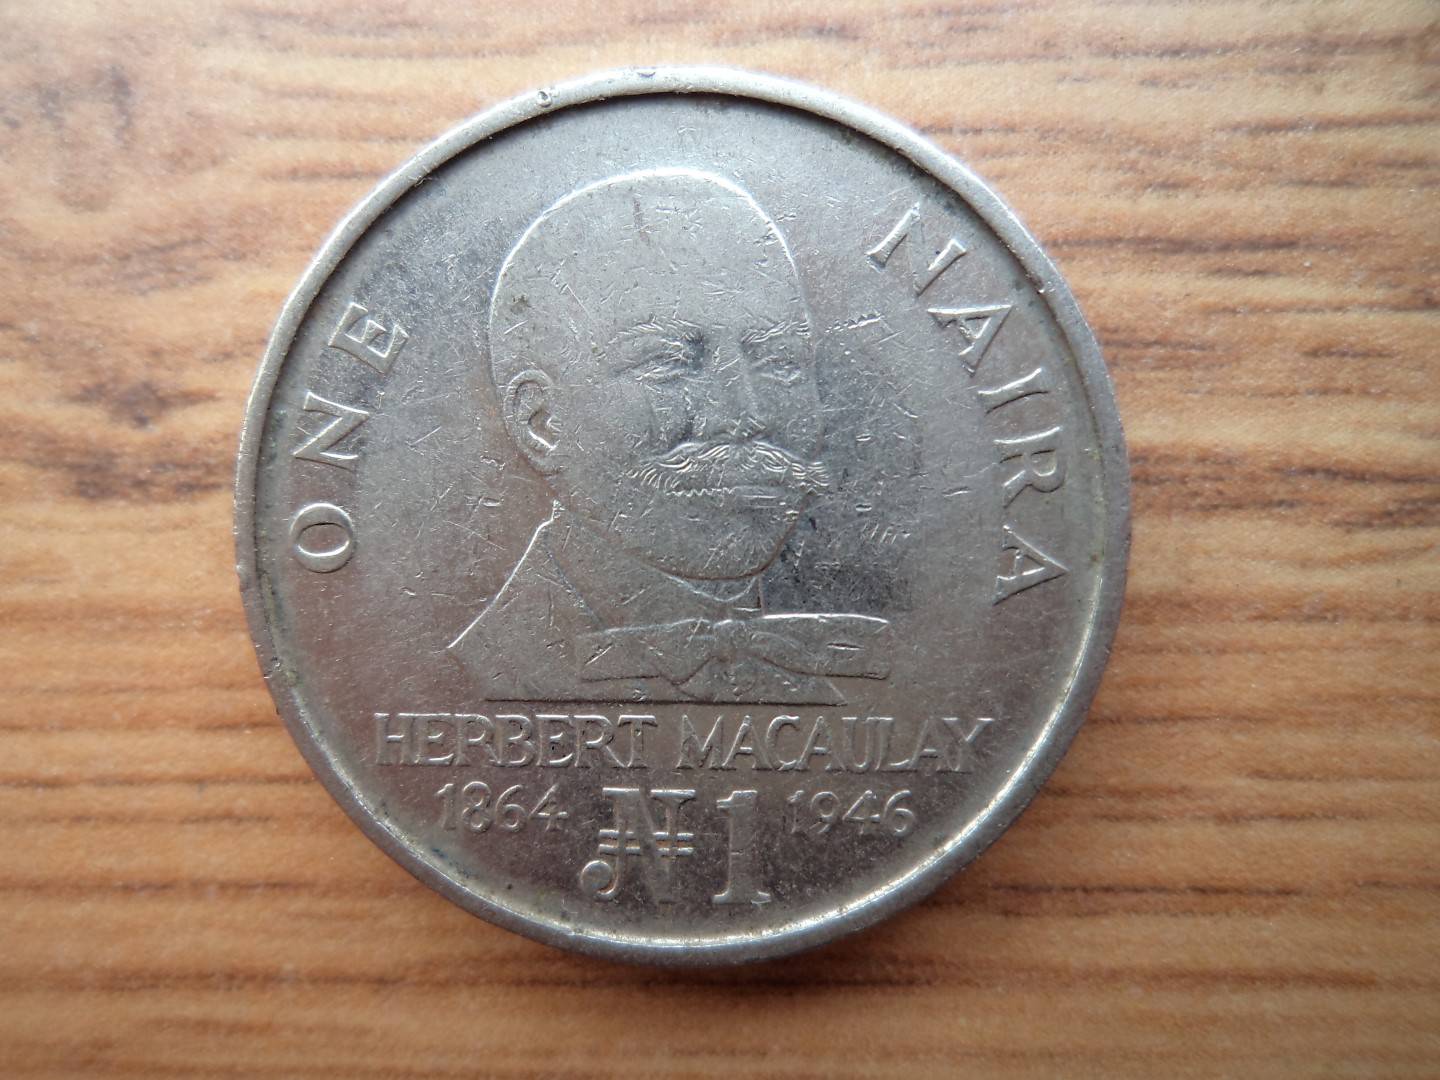 ONE NAIRA
HERBERT MACAULAY
1864 ₦1 1946